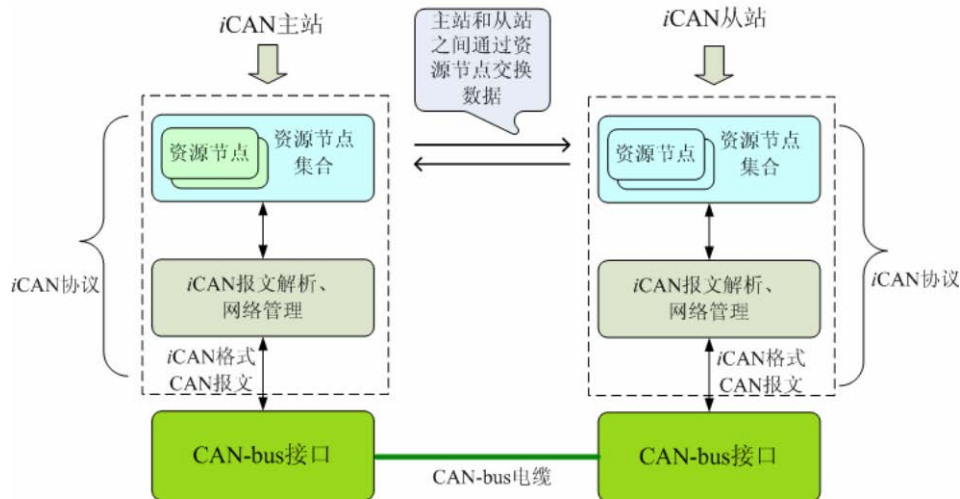 iCAN主站
主站和从站
之间通过资
源节点交换
数据
iCAN从站
资源节点
资源节点
集合
资源节点
资源节点
集合
iCAN协议
iCAN报文解析、
网络管理
iCAN报文解析、
网络管理
iCAN协议
iCAN格式
CAN报文
iCAN格式
CAN报文
CAN-bus接口
CAN-bus电缆
CAN-bus接口